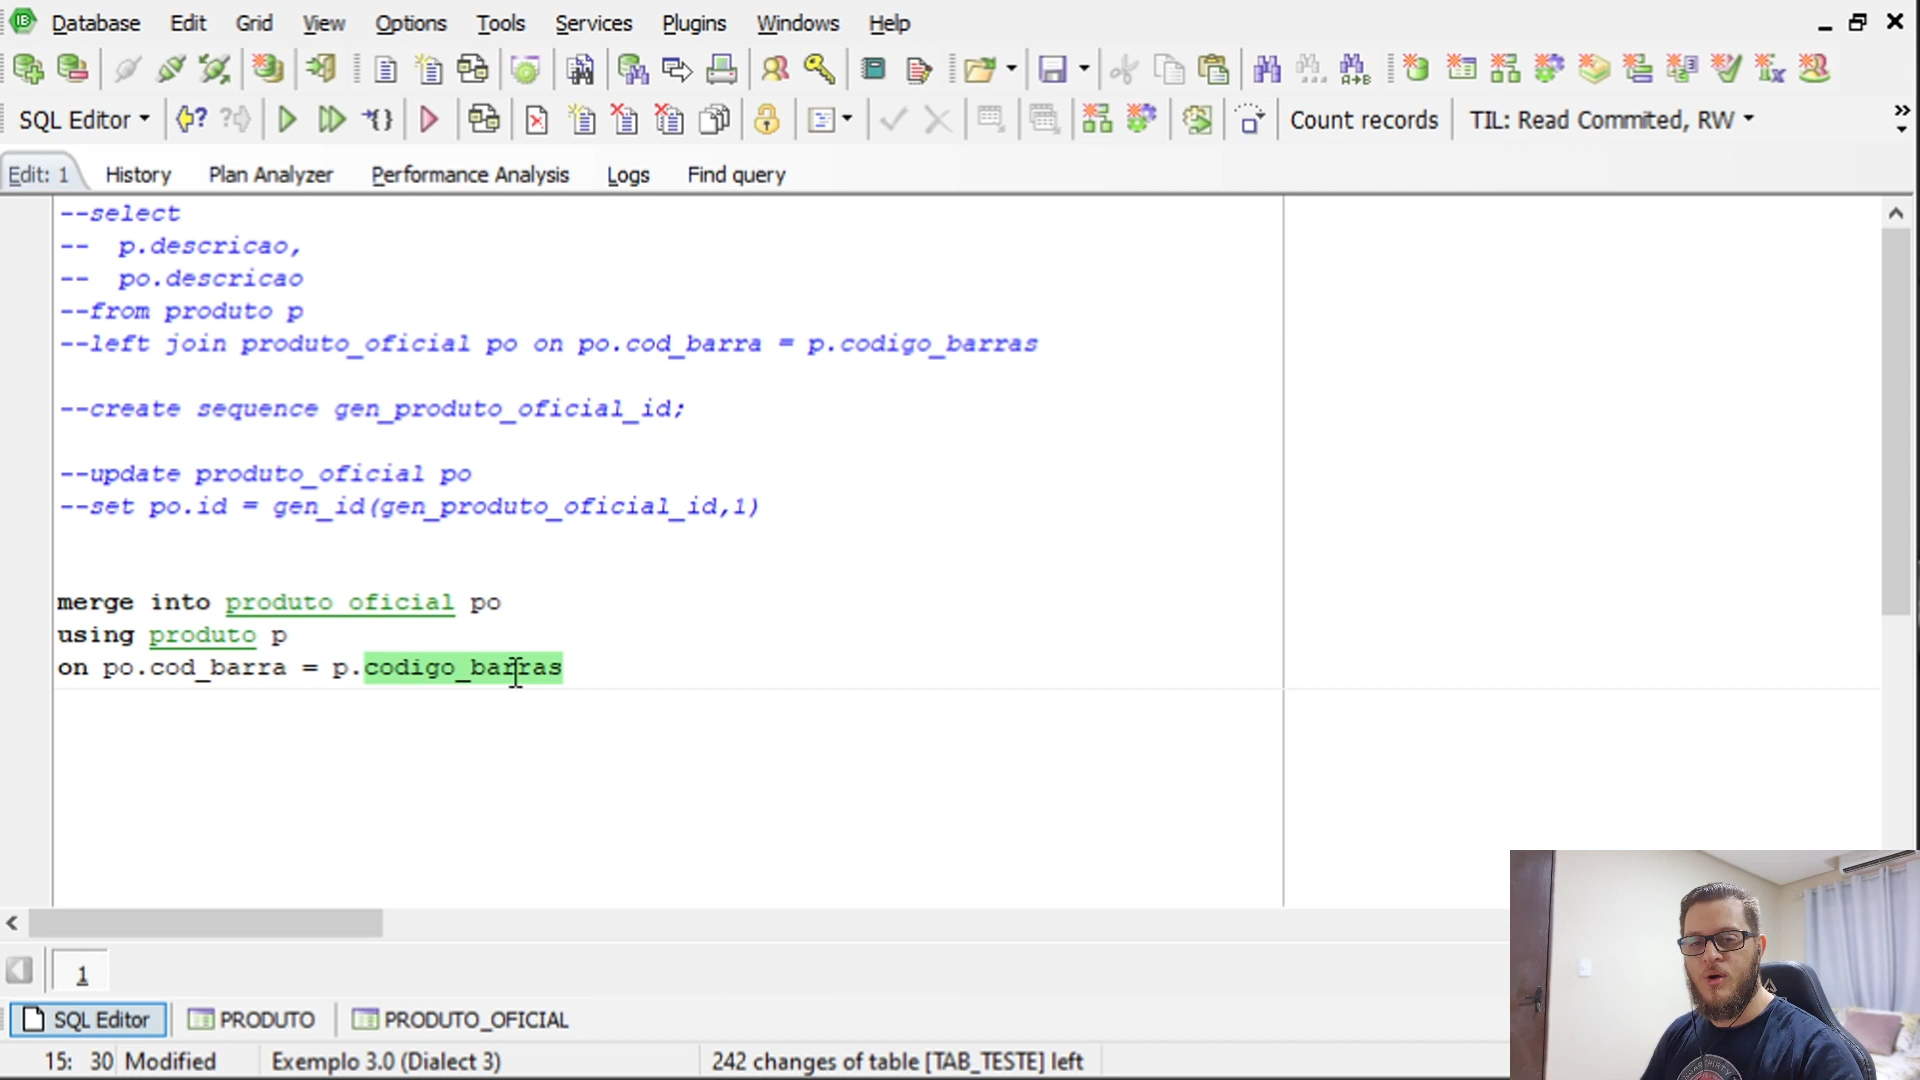 Database Edit Grid View Options Tools Services Plugins Windows Help
SQL Editor Count records TIL: Read Commited, RW
Edit: 1 History Plan Analyzer Performance Analysis Logs Find query
--select
-- p.descricao,
-- po.descricao
--from produto p
--left join produto_oficial po on po.cod_barra = p.codigo_barras
--create sequence gen_produto_oficial_id;
--update produto_oficial po
--set po.id = gen_id(gen_produto_oficial_id,1)
merge into produto_oficial po
using produto p
on po.cod_barra = p.codigo_barras
1
SQL Editor PRODUTO PRODUTO_OFICIAL
15: 30 Modified Exemplo 3.0 (Dialect 3) 242 changes of table [TAB_TESTE] left